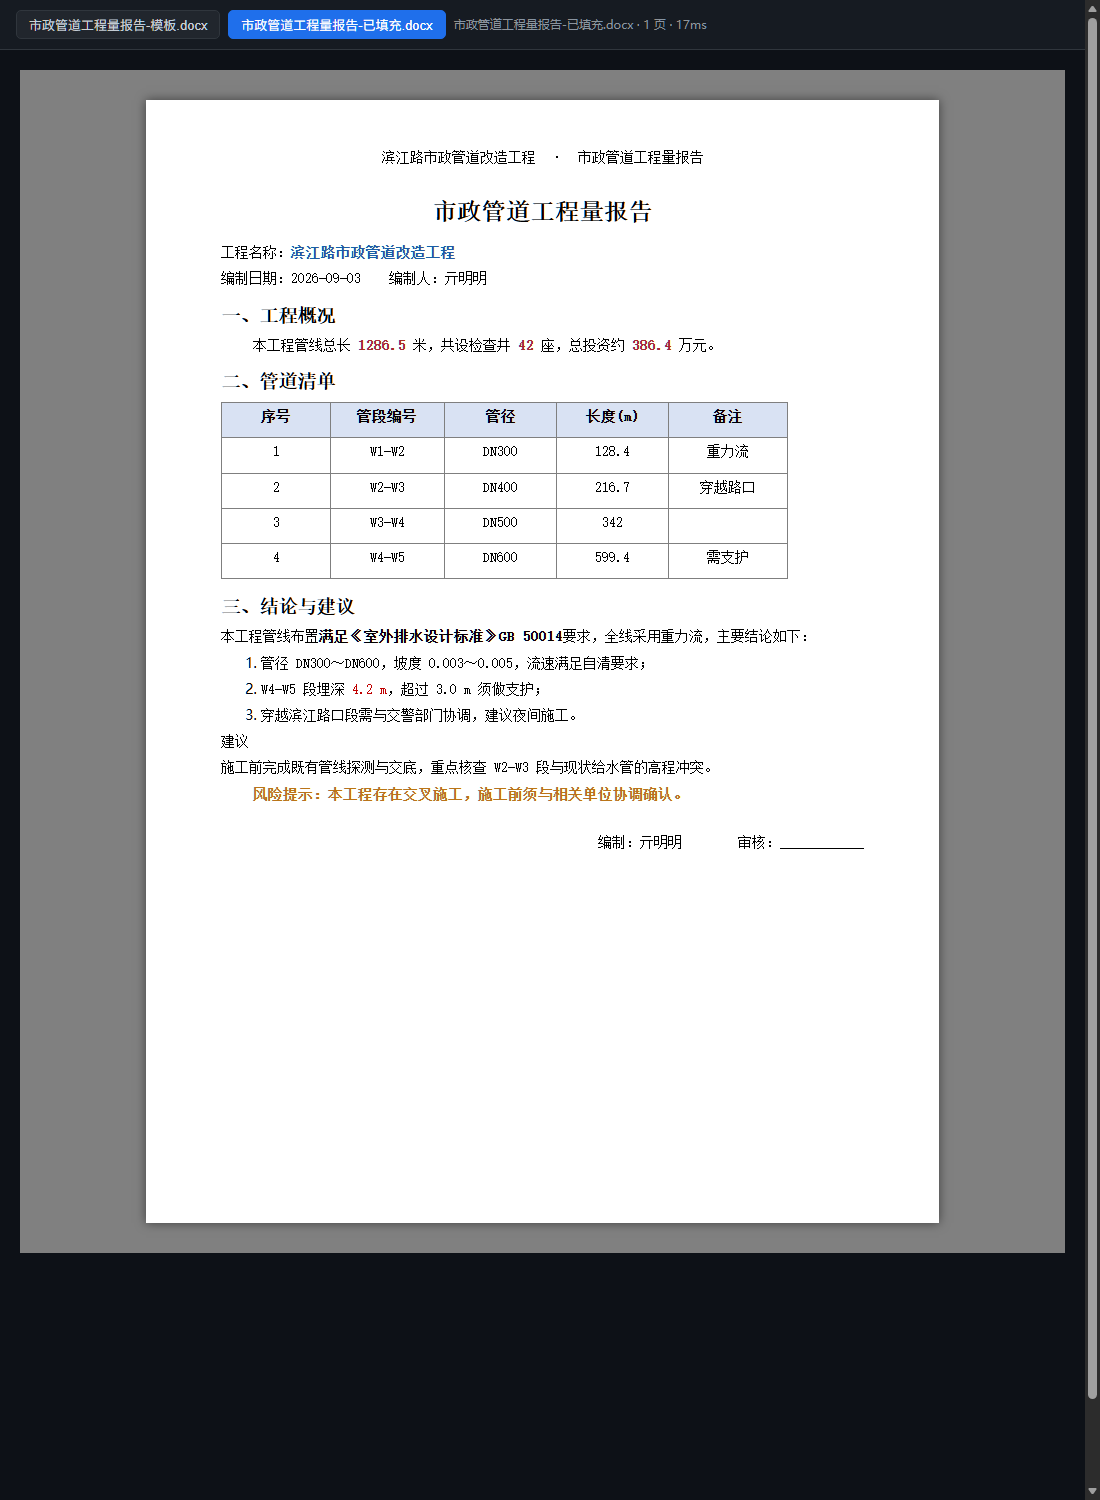 市政管道工程量报告-模板.docx 市政管道工程量报告-已填充.docx 市政管道工程量报告-已填充.docx · 1 页 · 17ms
滨江路市政管道改造工程 · 市政管道工程量报告
市政管道工程量报告
工程名称：滨江路市政管道改造工程
编制日期：2026-09-03 编制人：亓明明
一、工程概况
本工程管线总长 1286.5 米，共设检查井 42 座，总投资约 386.4 万元。
二、管道清单
序号 管段编号 管径 长度(m) 备注
1 W1-W2 DN300 128.4 重力流
2 W2-W3 DN400 216.7 穿越路口
3 W3-W4 DN500 342
4 W4-W5 DN600 599.4 需支护
三、结论与建议
本工程管线布置满足《室外排水设计标准》GB 50014要求，全线采用重力流，主要结论如下：
1. 管径 DN300～DN600，坡度 0.003～0.005，流速满足自清要求；
2. W4-W5 段埋深 4.2 m，超过 3.0 m 须做支护；
3. 穿越滨江路口段需与交警部门协调，建议夜间施工。
建议
施工前完成既有管线探测与交底，重点核查 W2-W3 段与现状给水管的高程冲突。
风险提示：本工程存在交叉施工，施工前须与相关单位协调确认。
编制：亓明明 审核：____________